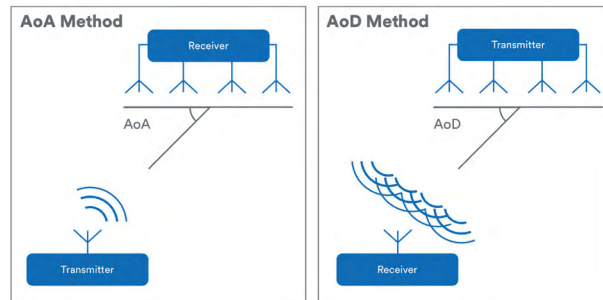 AoA Method
Receiver
AoA
Transmitter
AoD Method
Transmitter
AoD
Receiver